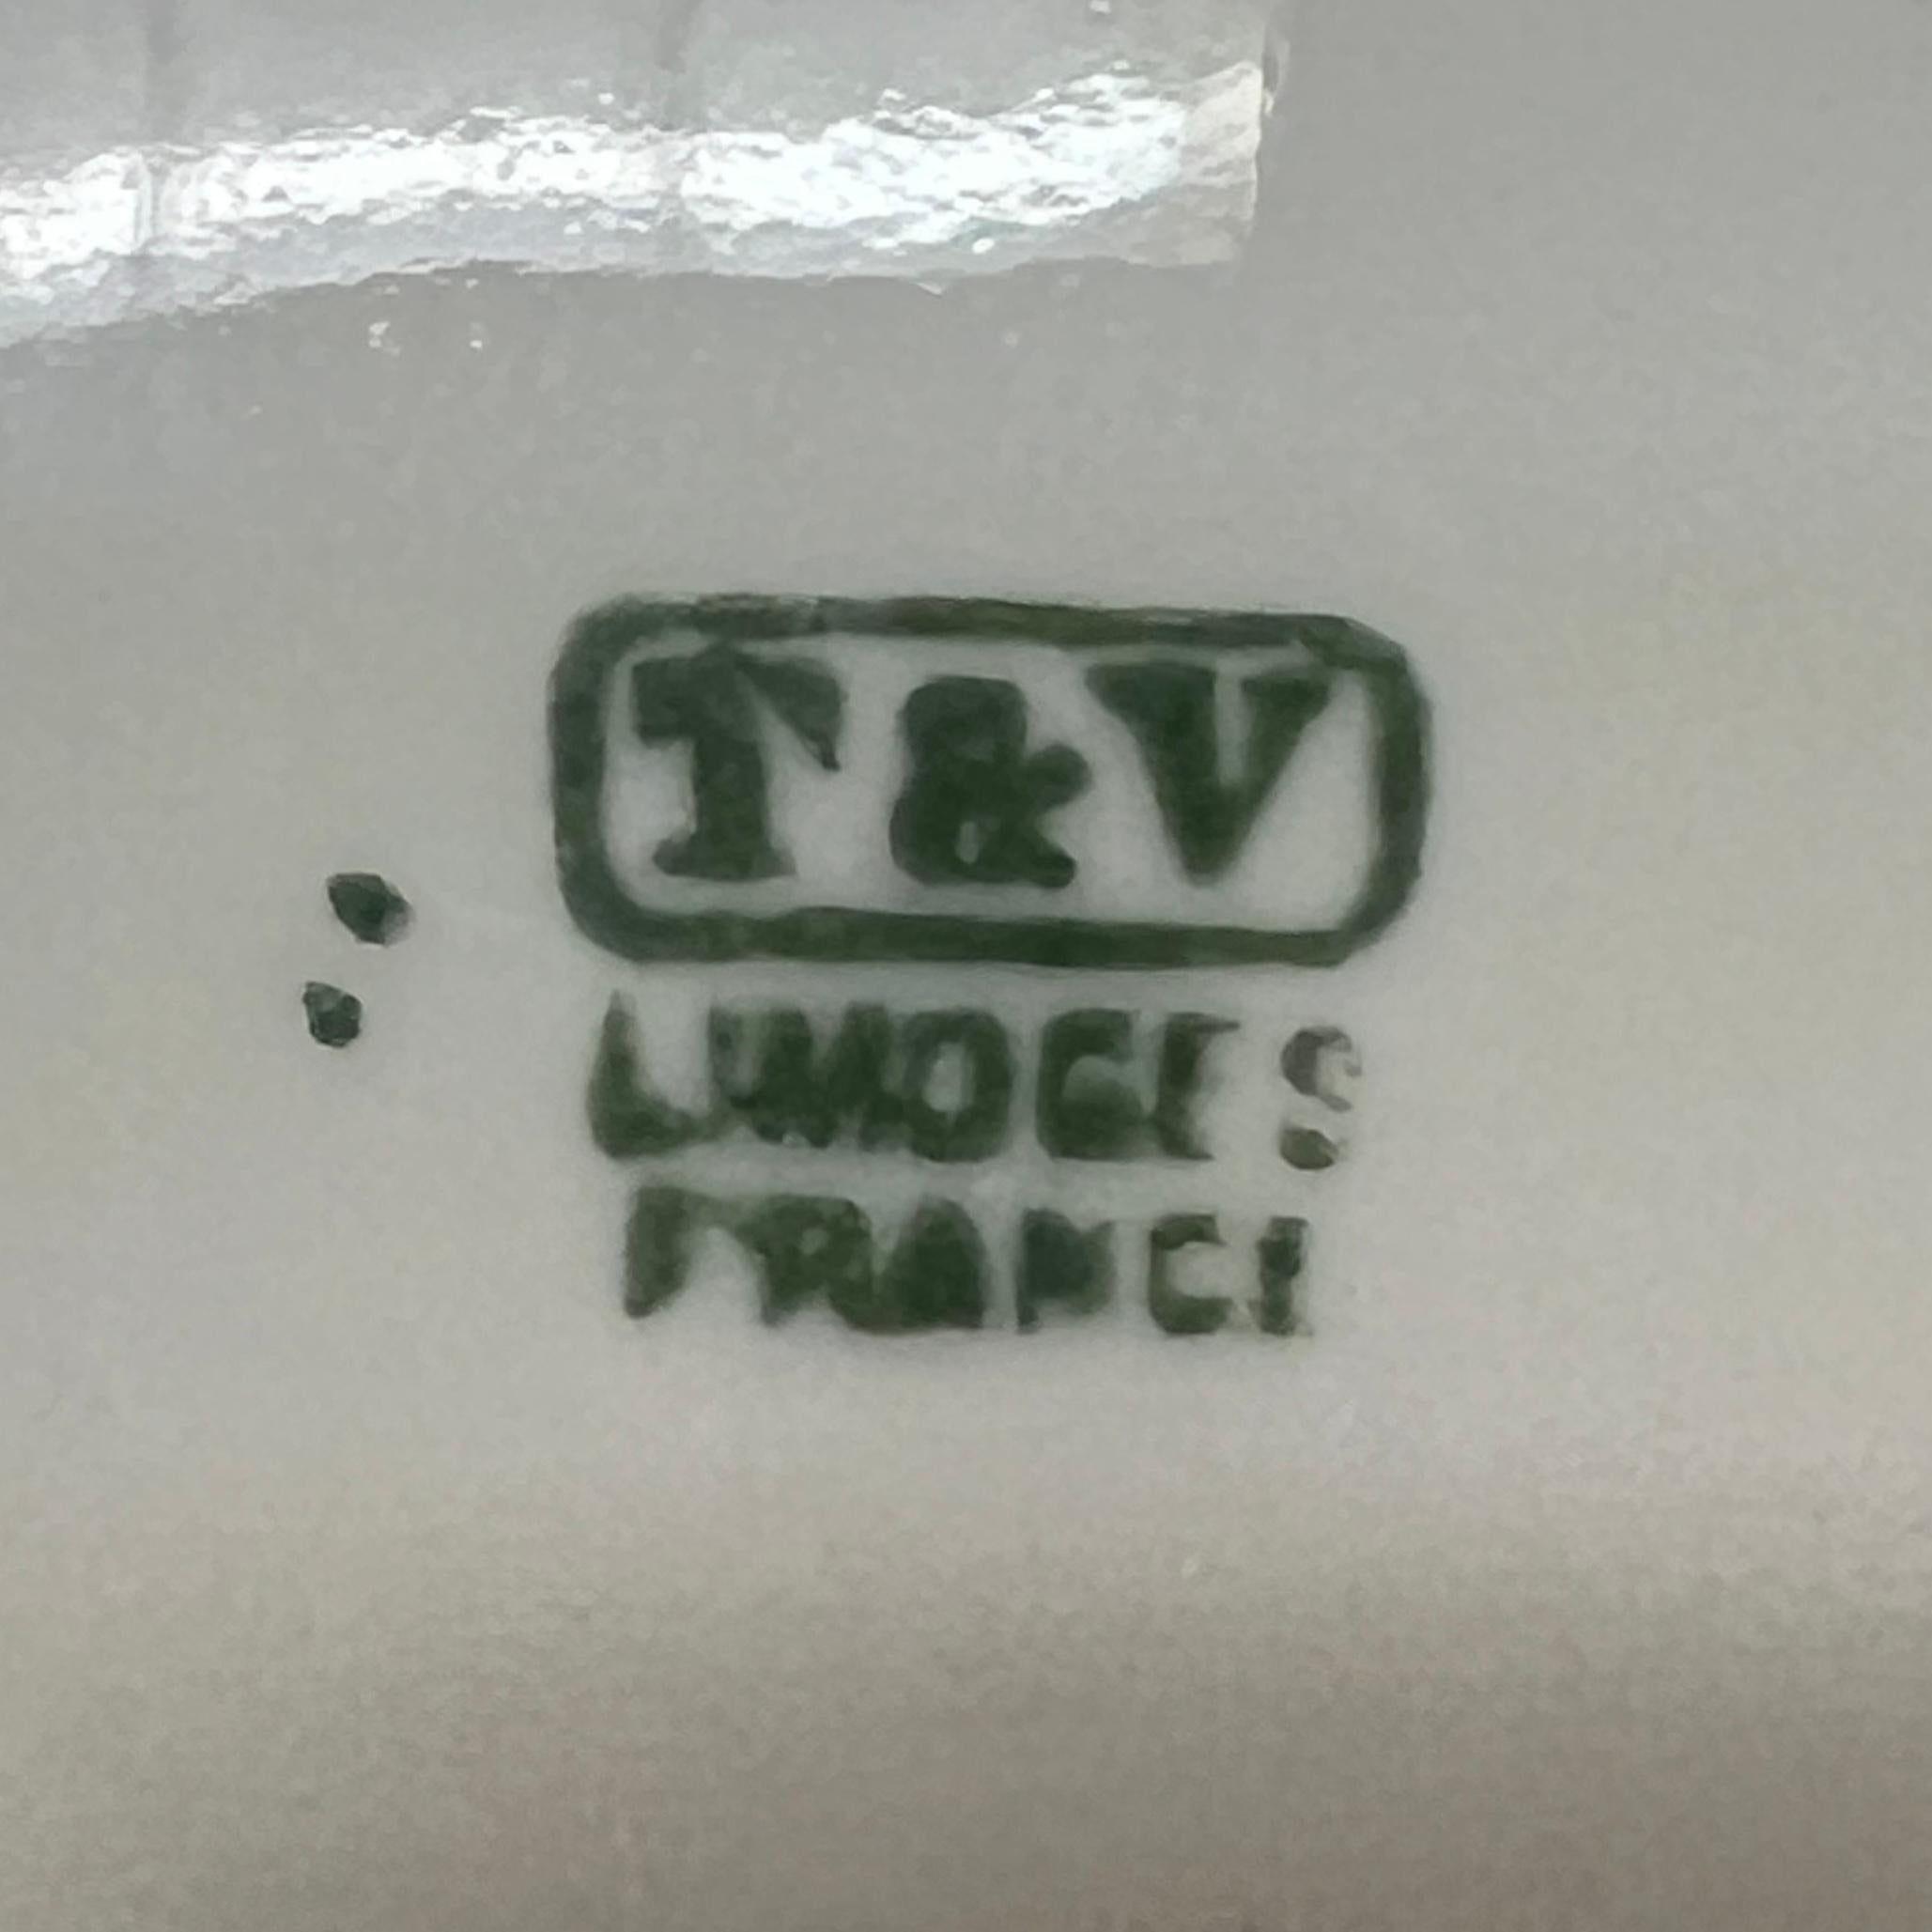 T & V
LIMOGES
FRANCE